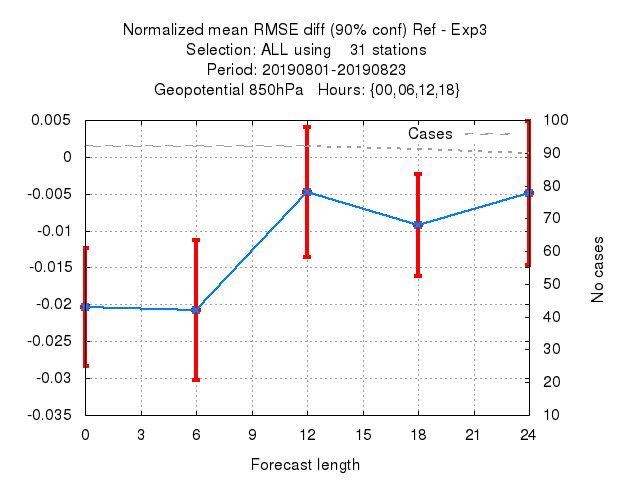 Normalized mean RMSE diff (90% conf) Ref - Exp3
Selection: ALL using    31 stations
Period: 20190801-20190823
Geopotential 850hPa   Hours: {00,06,12,18}
Cases
0.005
0
-0.005
-0.01
-0.015
-0.02
-0.025
-0.03
-0.035
100
90
80
70
60
50
40
30
20
10
No cases
0 3 6 9 12 15 18 21 24
Forecast length